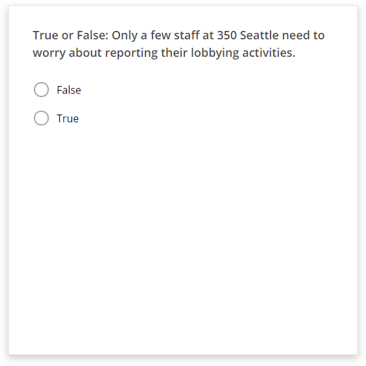 True or False: Only a few staff at 350 Seattle need to
worry about reporting their lobbying activities.
False
True